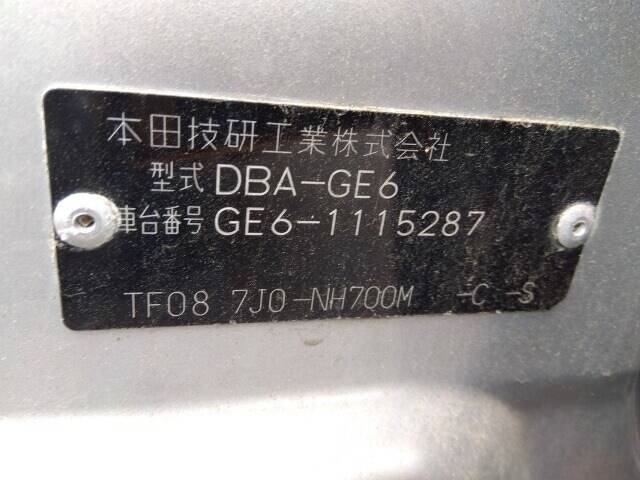 本田技研工業株式会社
型式 DBA-GE6
車台番号 GE6-1115287
TF08 7J0-NH700M -C -S